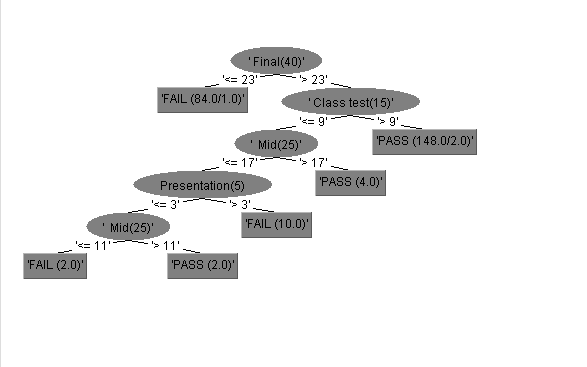 ' Final(40)'
'<= 23' '> 23'
'FAIL (84.0/1.0)' ' Class test(15)'
'<= 9' '> 9'
' Mid(25)' 'PASS (148.0/2.0)'
'<= 17' '> 17'
Presentation(5) 'PASS (4.0)'
'<= 3' '> 3'
' Mid(25)' 'FAIL (10.0)'
'<= 11' '> 11'
'FAIL (2.0)' 'PASS (2.0)'